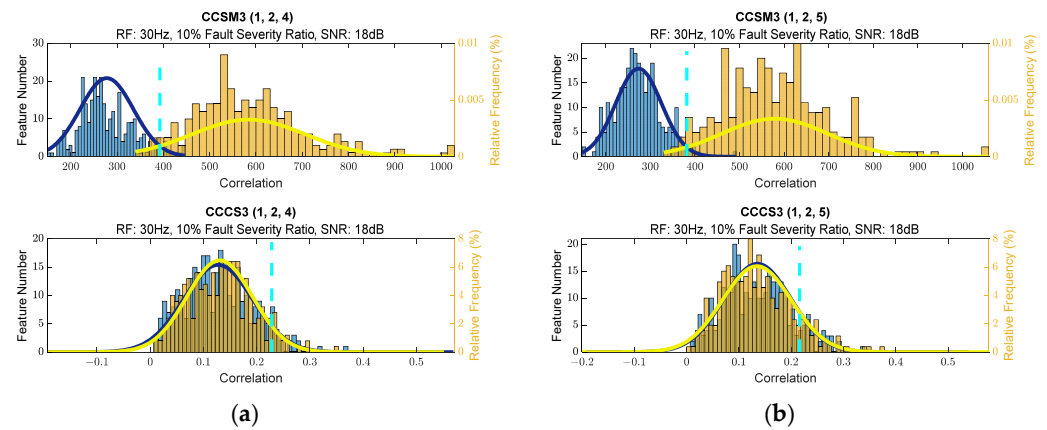 CCSM3 (1, 2, 4)
RF: 30Hz, 10% Fault Severity Ratio, SNR: 18dB
Feature Number
30
20
10
0
200 300 400 500 600 700 800 900 1000
Correlation
0.01
0.005
0
Relative Frequency (%)
CCSM3 (1, 2, 5)
RF: 30Hz, 10% Fault Severity Ratio, SNR: 18dB
Feature Number
20
15
10
5
0
200 300 400 500 600 700 800 900 1000
Correlation
0.01
0.005
0
Relative Frequency (%)
CCCS3 (1, 2, 4)
RF: 30Hz, 10% Fault Severity Ratio, SNR: 18dB
Feature Number
20
15
10
5
0
−0.1 0 0.1 0.2 0.3 0.4 0.5
Correlation
8
6
4
2
0
Relative Frequency (%)
CCCS3 (1, 2, 5)
RF: 30Hz, 10% Fault Severity Ratio, SNR: 18dB
Feature Number
20
15
10
5
0
−0.2 −0.1 0 0.1 0.2 0.3 0.4 0.5
Correlation
8
6
4
2
0
Relative Frequency (%)
(a)
(b)